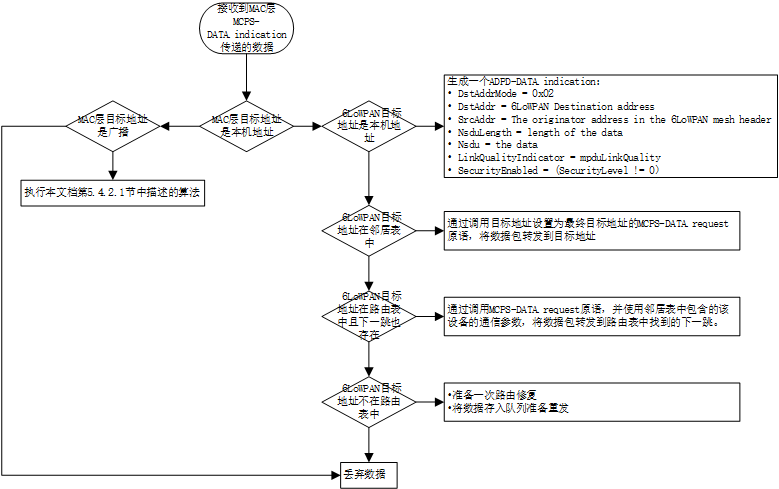 接收到MAC层
MCPS-
DATA.indication
传递的数据
MAC层目标地址
是广播
MAC层目标地址
是本机地址
6LoWPAN目标
地址是本机地
址
生成一个ADPD-DATA.indication:
• DstAddrMode = 0x02
• DstAddr = 6LoWPAN Destination address
• SrcAddr = The originator address in the 6LoWPAN mesh header
• NsduLength = length of the data
• Nsdu = the data
• LinkQualityIndicator = mpduLinkQuality
• SecurityEnabled = (SecurityLevel != 0)
执行本文档第5.4.2.1节中描述的算法
6LoWPAN目标
地址在邻居表
中
通过调用目标地址设置为最终目标地址的MCPS-DATA.request
原语，将数据包转发到目标地址
6LoWPAN目标
地址在路由表
中且下一跳也
存在
通过调用MCPS-DATA.request原语，并使用邻居表中包含的该
设备的通信参数，将数据包转发到路由表中找到的下一跳。
6LoWPAN目标
地址不在路由
表中
•准备一次路由修复
•将数据存入队列准备重发
丢弃数据